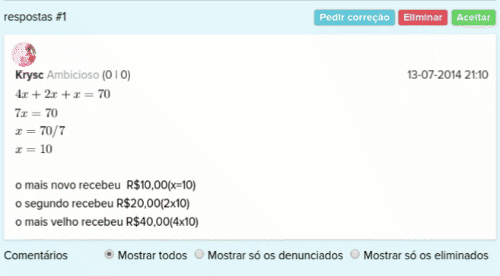 respostas #1
Pedir correção Eliminar Aceitar
Krysc Ambicioso (0 | 0) 13-07-2014 21:10
4x + 2x + x = 70
7x = 70
x = 70/7
x = 10
o mais novo recebeu R$10,00(x=10)
o segundo recebeu R$20,00(2x10)
o mais velho recebeu R$40,00(4x10)
Comentários Mostrar todos Mostrar só os denunciados Mostrar só os eliminados